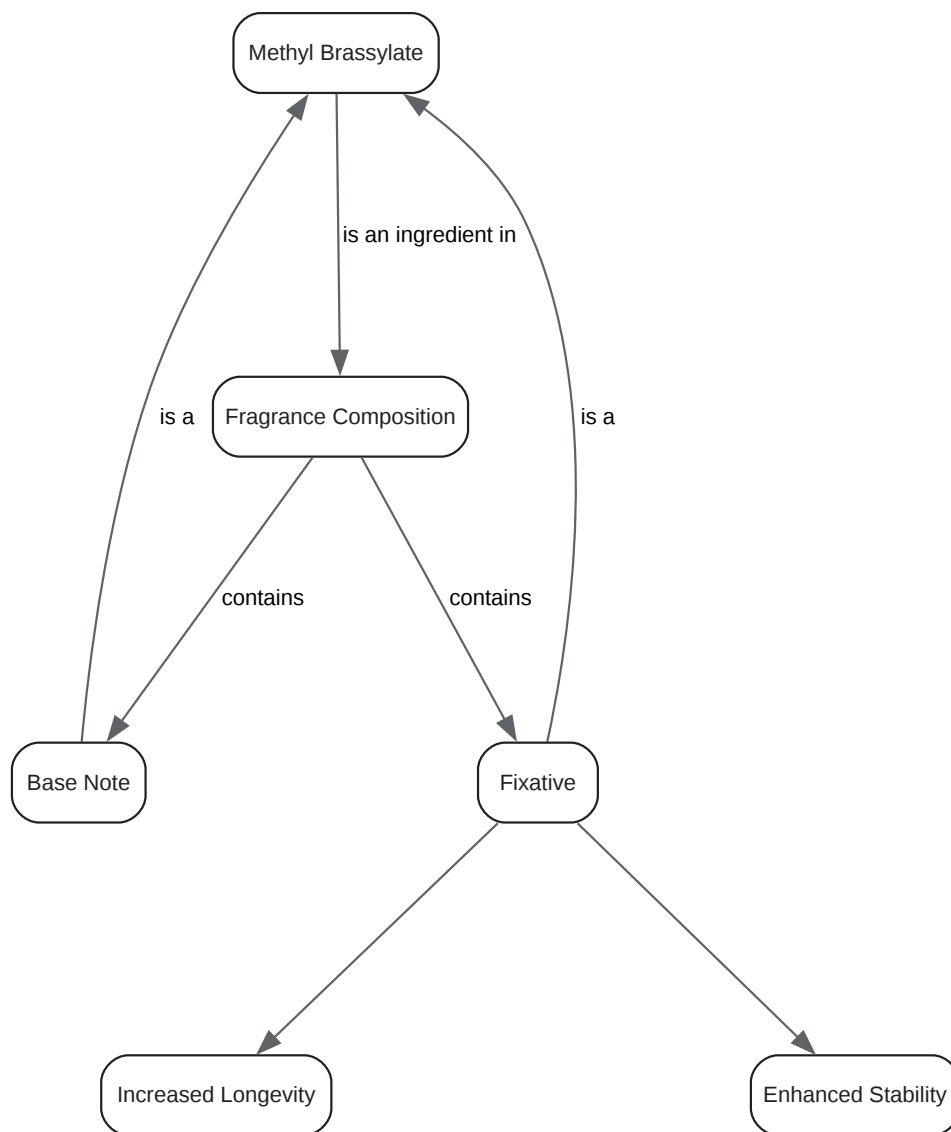 Methyl Brassylate
is an ingredient in
is a
Fragrance Composition
is a
contains
contains
Base Note
Fixative
Increased Longevity
Enhanced Stability